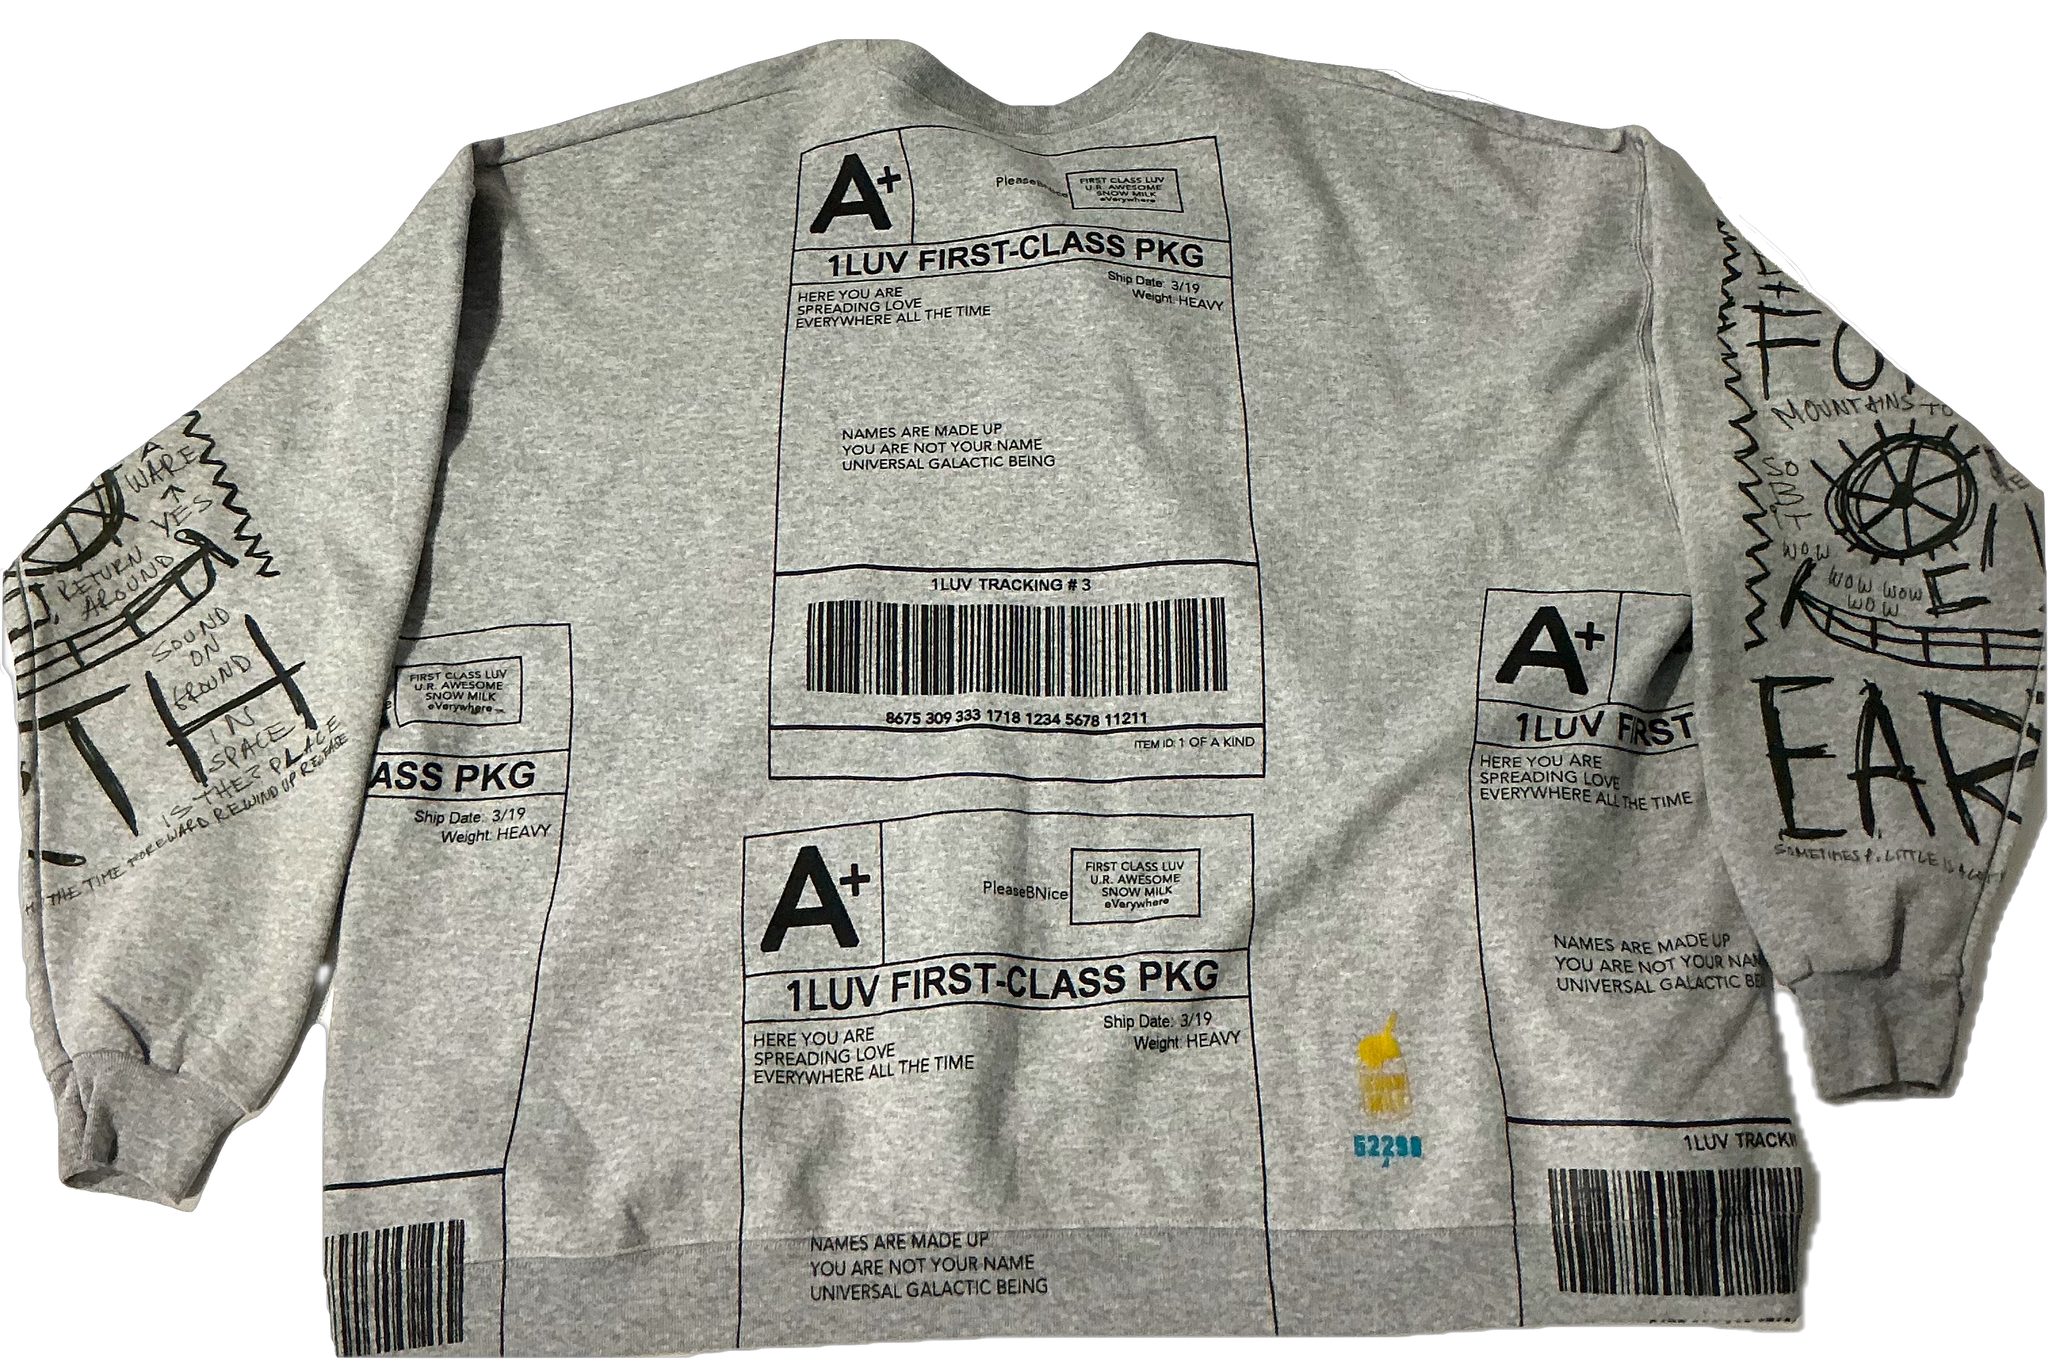 A+
PleaseBNice
FIRST CLASS LUV
U.R. AWESOME
SNOW MILK
eVerywhere
1LUV FIRST-CLASS PKG
Ship Date: 3/19
Weight: HEAVY
HERE YOU ARE
SPREADING LOVE
EVERYWHERE ALL THE TIME
NAMES ARE MADE UP
YOU ARE NOT YOUR NAME
UNIVERSAL GALACTIC BEING
1LUV TRACKING # 3
8675 309 333 1718 1234 5678 11211
ITEM ID: 1 OF A KIND
A+
PleaseBNice
FIRST CLASS LUV
U.R. AWESOME
SNOW MILK
eVerywhere
1LUV FIRST-CLASS PKG
Ship Date: 3/19
Weight: HEAVY
HERE YOU ARE
SPREADING LOVE
EVERYWHERE ALL THE TIME
NAMES ARE MADE UP
YOU ARE NOT YOUR NAME
UNIVERSAL GALACTIC BEING
FIRST CLASS LUV
U.R. AWESOME
SNOW MILK
eVerywhere
ASS PKG
Ship Date: 3/19
Weight: HEAVY
A+
1LUV FIRST
HERE YOU ARE
SPREADING LOVE
EVERYWHERE ALL THE TIME
NAMES ARE MADE UP
YOU ARE NOT YOUR NAM
UNIVERSAL GALACTIC BE
1LUV TRACKI
52298
A
WARE
YES
RETURN
AROUND
SOUND
ON
GROUND
IN
SPACE
IS THE PLACE
TH
THE TIME FOREWARD REWIND UP RELEASE
MOUNTAINS TO
SO
BIT
WOW
WOW WOW
WOW
E
EAR
SOMETIMES A LITTLE IS A LOT